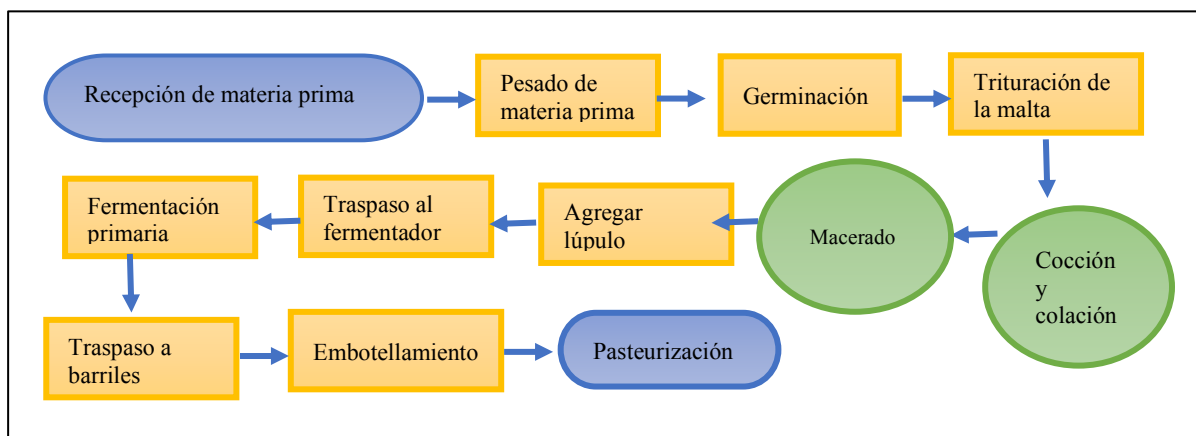 Recepción de materia prima
Pesado de
materia prima
Germinación
Trituración de
la malta
Cocción
y
colación
Macerado
Agregar
lúpulo
Traspaso al
fermentador
Fermentación
primaria
Traspaso a
barriles
Embotellamiento
Pasteurización